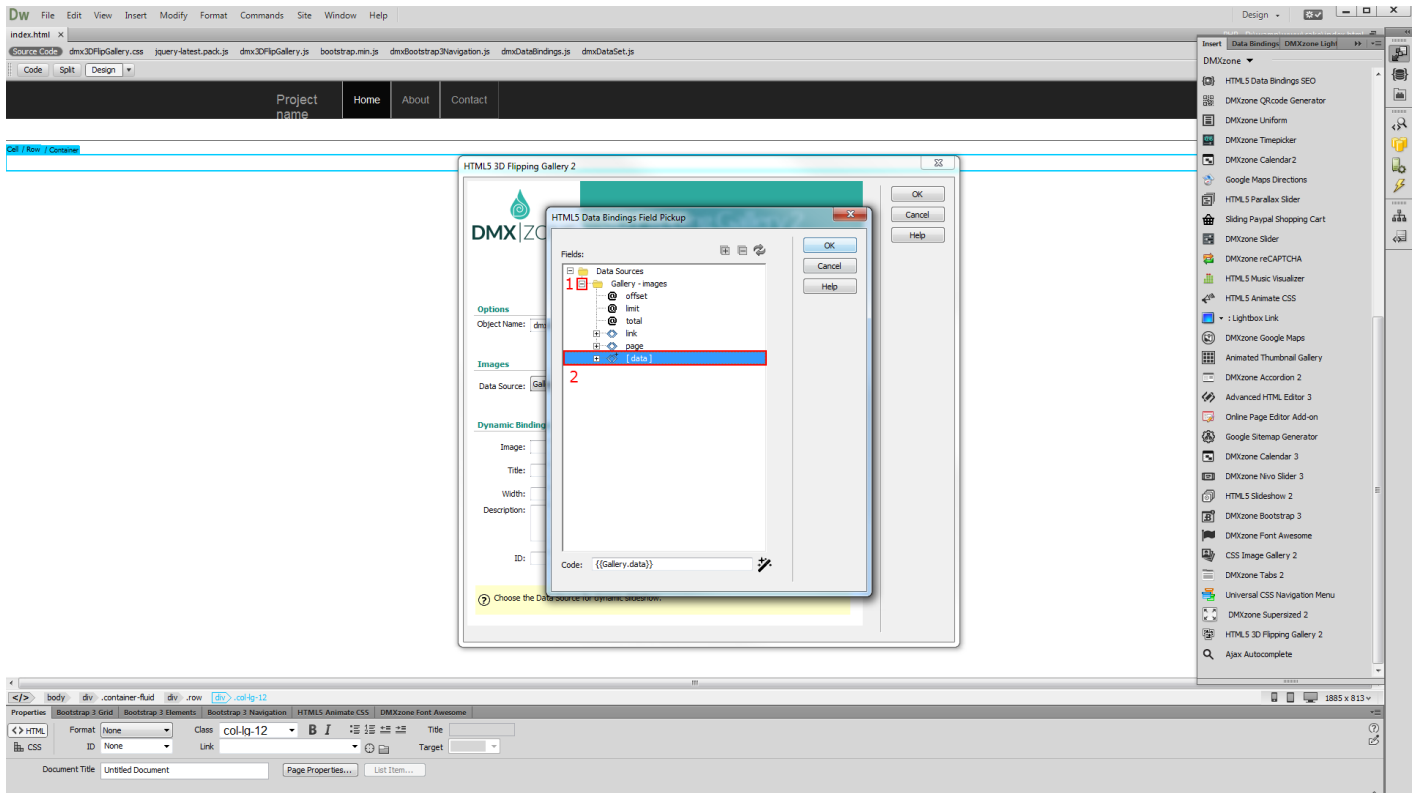 Dw File Edit View Insert Modify Format Commands Site Window Help Design
index.html ×
Source Code dmx3DFlipGallery.css jquery-latest.pack.js dmx3DFlipGallery.js bootstrap.min.js dmxBootstrap3Navigation.js dmxDataBindings.js dmxDataSet.js
Code Split Design
Project name Home About Contact
Cell / Row / Container
HTML5 3D Flipping Gallery 2
OK
Cancel
Help
DMX|ZO
Options
Object Name: dmx
Images
Data Source: Gal
Dynamic Binding
Image:
Title:
Width:
Description:
ID:
Choose the Data Source for dynamic slideshow.
HTML5 Data Bindings Field Pickup
Fields:
OK
Cancel
Help
Data Sources
1 Gallery - images
@ offset
@ limit
@ total
link
page
[ data ]
2
Code: {{Gallery.data}}
Insert Data Bindings DMXzone Light
DMXzone
HTML5 Data Bindings SEO
DMXzone QRcode Generator
DMXzone Uniform
DMXzone Timepicker
DMXzone Calendar2
Google Maps Directions
HTML5 Parallax Slider
Sliding Paypal Shopping Cart
DMXzone Slider
DMXzone reCAPTCHA
HTML5 Music Visualizer
HTML5 Animate CSS
: Lightbox Link
DMXzone Google Maps
Animated Thumbnail Gallery
DMXzone Accordion 2
Advanced HTML Editor 3
Online Page Editor Add-on
Google Sitemap Generator
DMXzone Calendar 3
DMXzone Nivo Slider 3
HTML5 Slideshow 2
DMXzone Bootstrap 3
DMXzone Font Awesome
CSS Image Gallery 2
DMXzone Tabs 2
Universal CSS Navigation Menu
DMXzone Supersized 2
HTML5 3D Flipping Gallery 2
Ajax Autocomplete
</> body div .container-fluid div .row div .col-lg-12 1885 x 813
Properties Bootstrap 3 Grid Bootstrap 3 Elements Bootstrap 3 Navigation HTML5 Animate CSS DMXzone Font Awesome
<> HTML Format None Class col-lg-12 B I Title
CSS ID None Link Target
Document Title Untitled Document Page Properties... List Item...